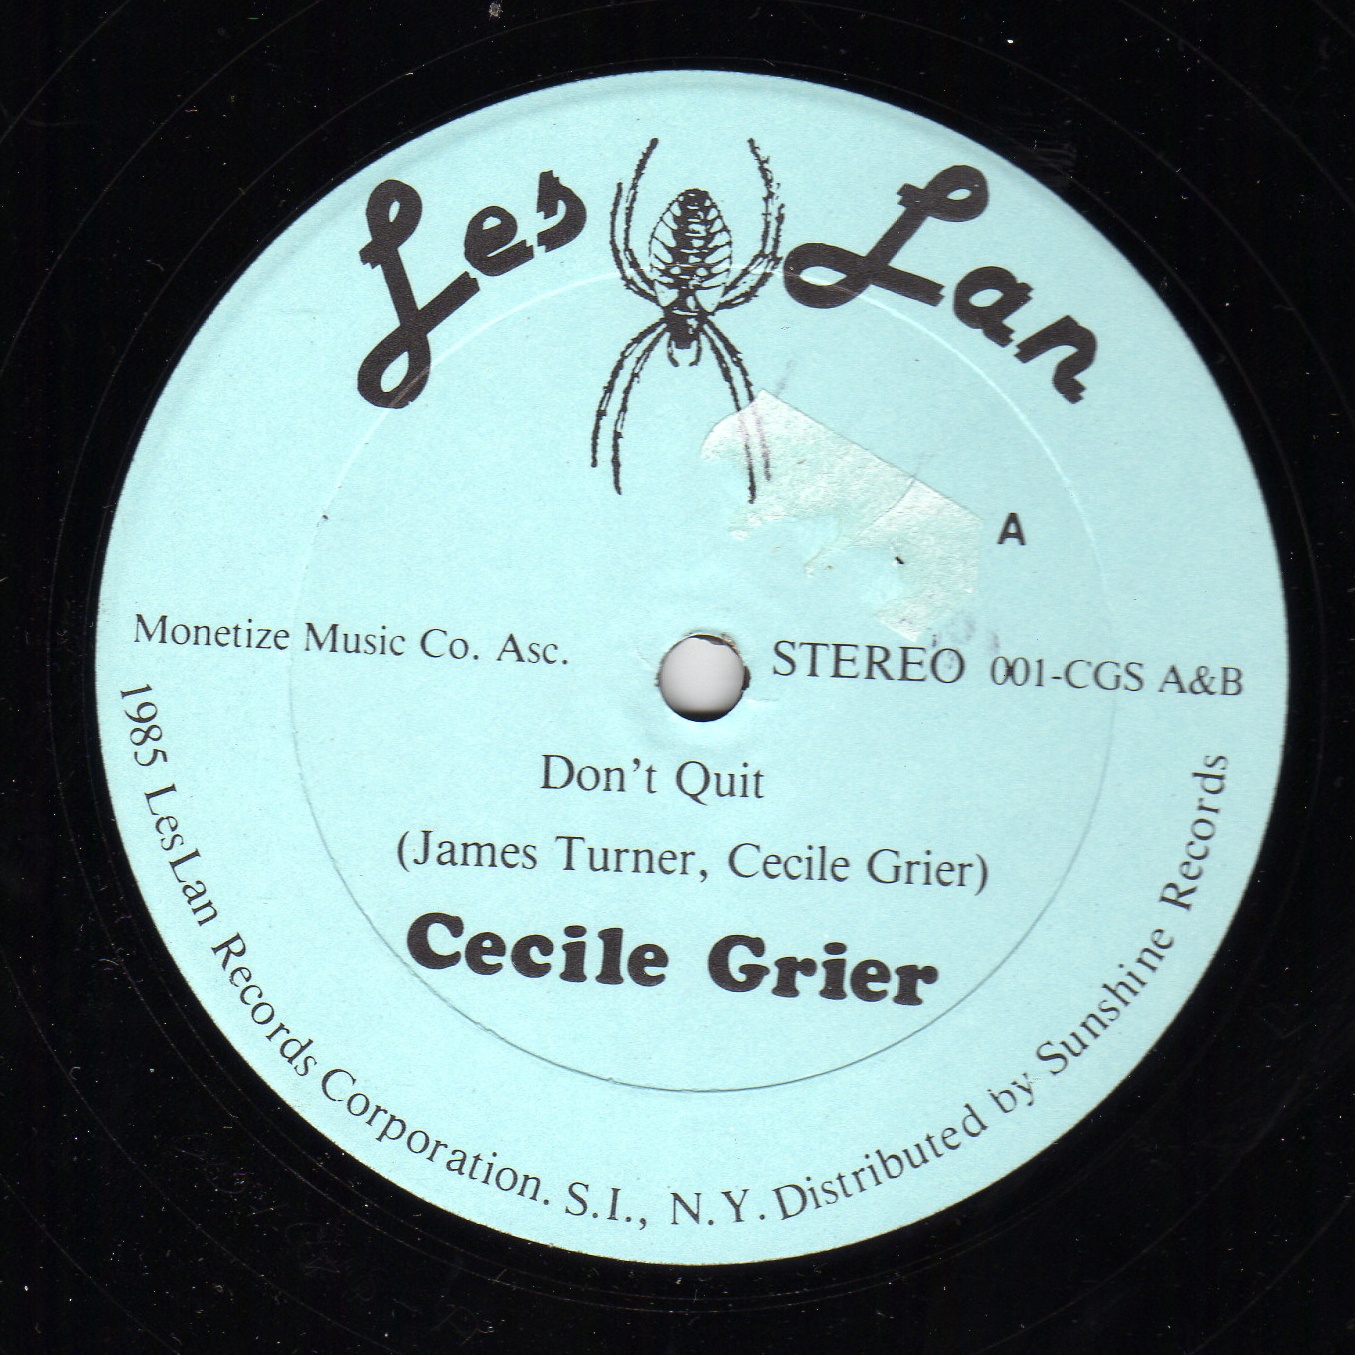 Les Lan
A
Monetize Music Co. Asc.
STEREO 001-CGS A&B
Don't Quit
(James Turner, Cecile Grier)
Cecile Grier
1985 LesLan Records Corporation. S.I., N.Y. Distributed by Sunshine Records